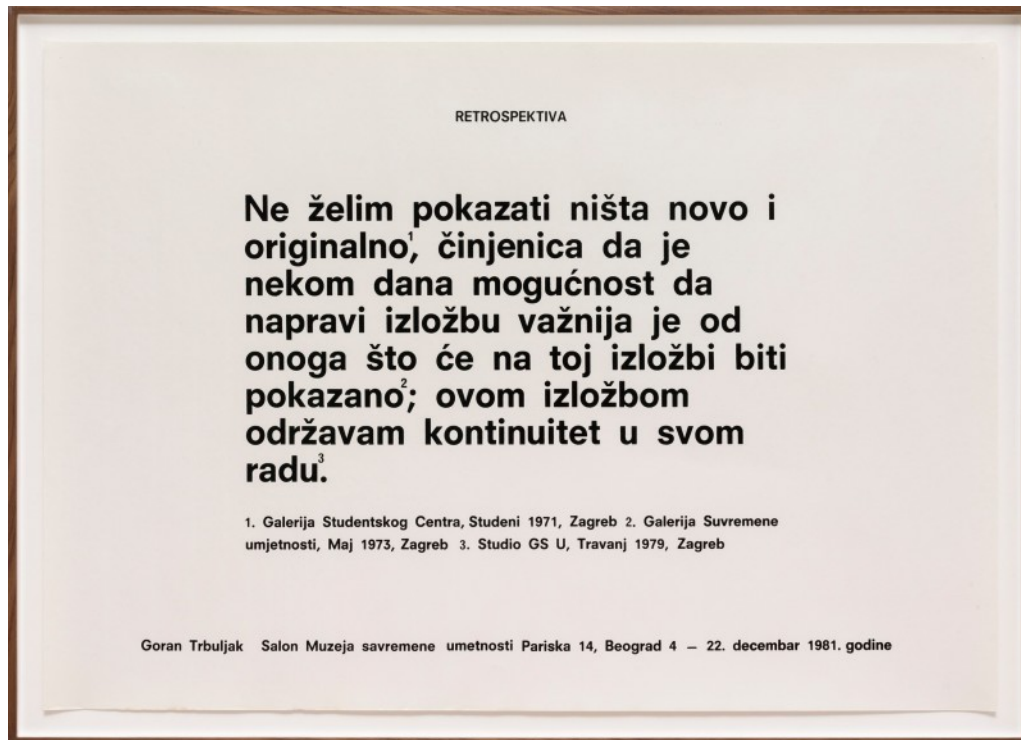 RETROSPEKTIVA
Ne želim pokazati ništa novo i
originalno¹, činjenica da je
nekom dana mogućnost da
napravi izložbu važnija je od
onoga što će na toj izložbi biti
pokazano²; ovom izložbom
održavam kontinuitet u svom
radu³.
1. Galerija Studentskog Centra, Studeni 1971, Zagreb 2. Galerija Suvremene
umjetnosti, Maj 1973, Zagreb 3. Studio GS U, Travanj 1979, Zagreb
Goran Trbuljak Salon Muzeja savremene umetnosti Pariska 14, Beograd 4 — 22. decembar 1981. godine